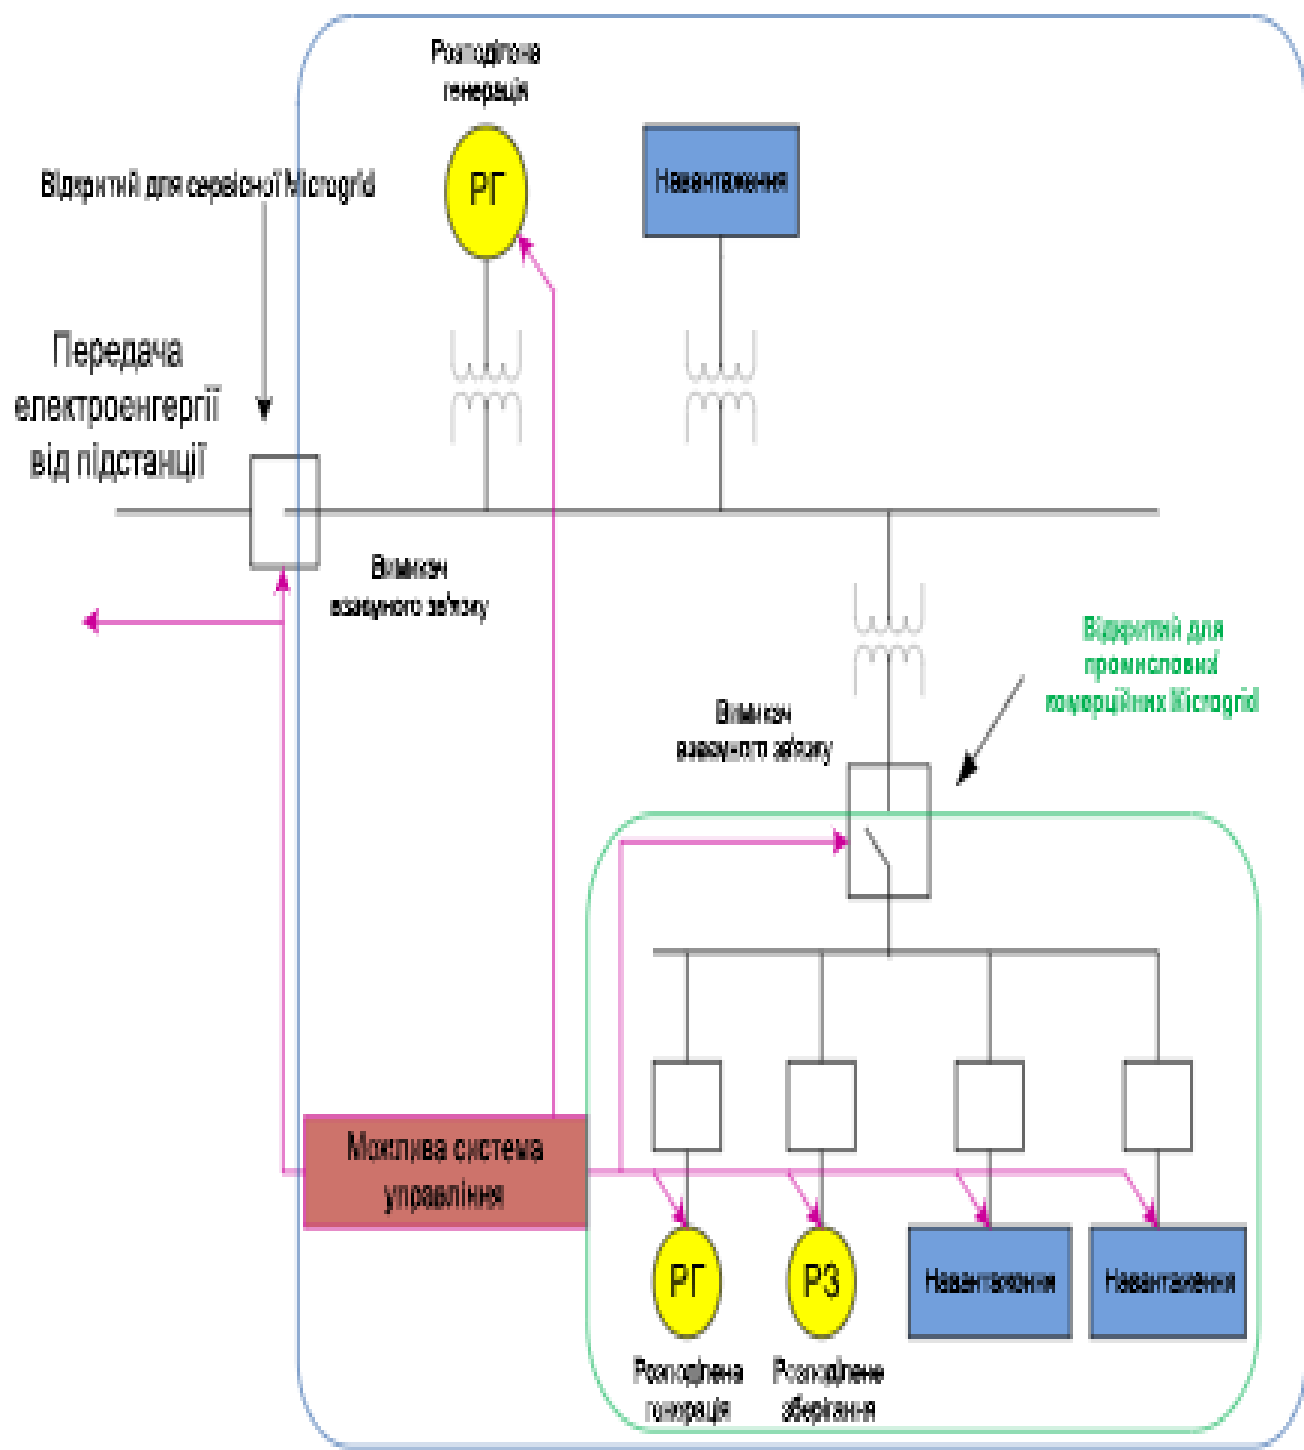 Розподілена
генерація
РГ
Навантаження
Відкритий для сервісної Microgrid
Передача
електроенгергії
від підстанції
Вимикач
взаємного зв'язку
Відкритий для
промислових/
комерційних Microgrid
Вимикач
взаємного зв'язку
Можлива система
управління
РГ
РЗ
Навантаження
Навантаження
Розподілена
генерація
Розподілене
зберігання